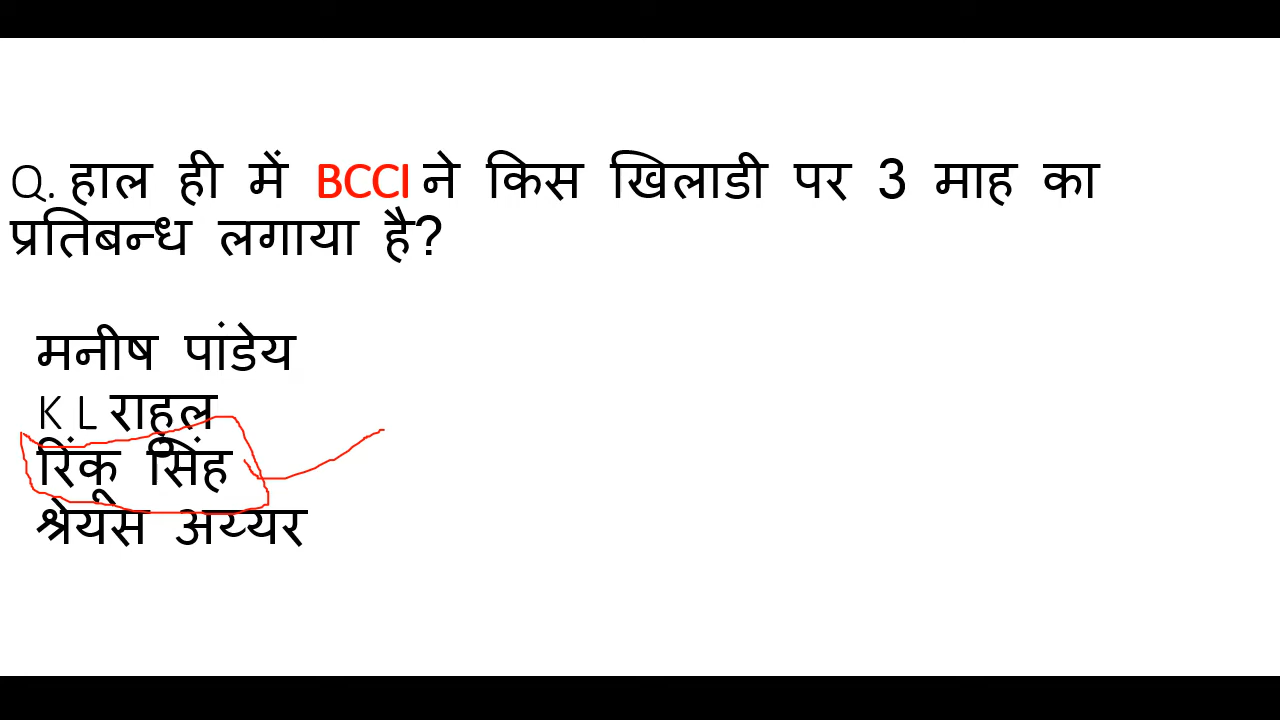 Q. हाल ही में BCCI ने किस खिलाडी पर 3 माह का
प्रतिबन्ध लगाया है?
मनीष पांडेय
K L राहुल
रिंकू सिंह
श्रेयस अय्यर